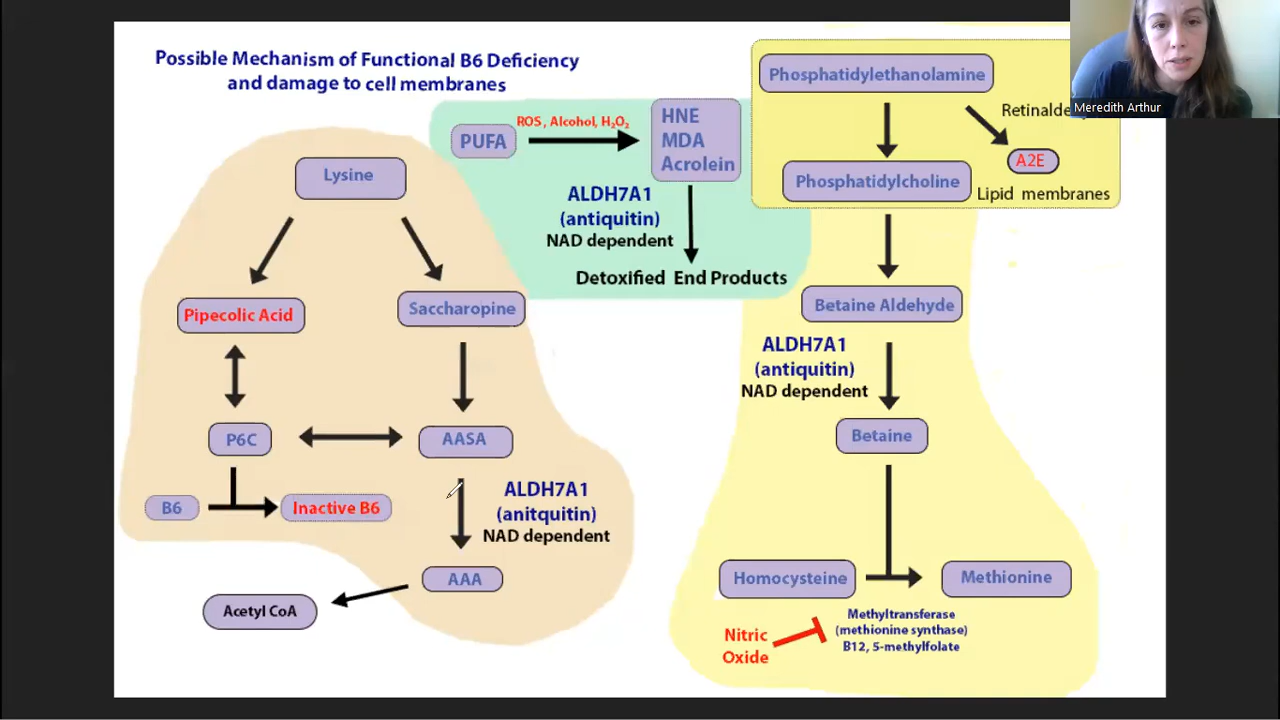 Possible Mechanism of Functional B6 Deficiency
and damage to cell membranes
Lysine
Pipecolic Acid
Saccharopine
P6C
AASA
B6
Inactive B6
ALDH7A1
(anitquitin)
NAD dependent
AAA
Acetyl CoA
PUFA
ROS, Alcohol, H₂O₂
HNE
MDA
Acrolein
ALDH7A1
(antiquitin)
NAD dependent
Detoxified End Products
Phosphatidylethanolamine
A2E
Phosphatidylcholine
Lipid membranes
Betaine Aldehyde
ALDH7A1
(antiquitin)
NAD dependent
Betaine
Homocysteine
Methionine
Methyltransferase
(methionine synthase)
B12, 5-methylfolate
Nitric
Oxide
Meredith Arthur